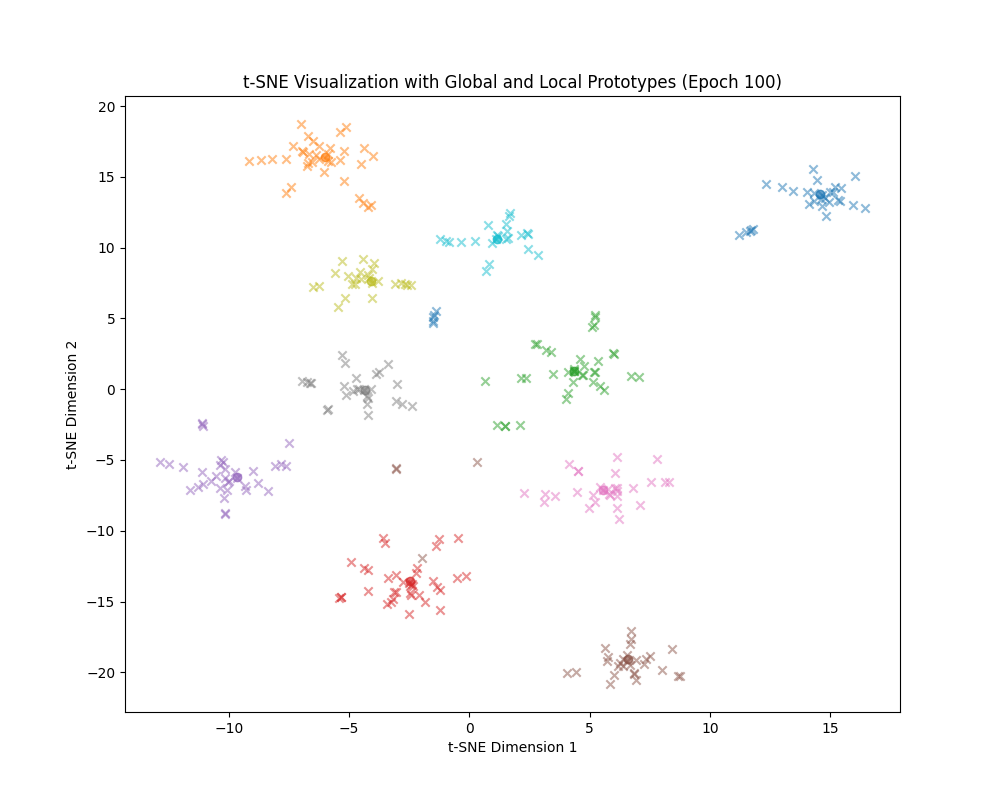 t-SNE Visualization with Global and Local Prototypes (Epoch 100)
20
15
10
5
0
−5
−10
−15
−20
t-SNE Dimension 2
−10 −5 0 5 10 15
t-SNE Dimension 1